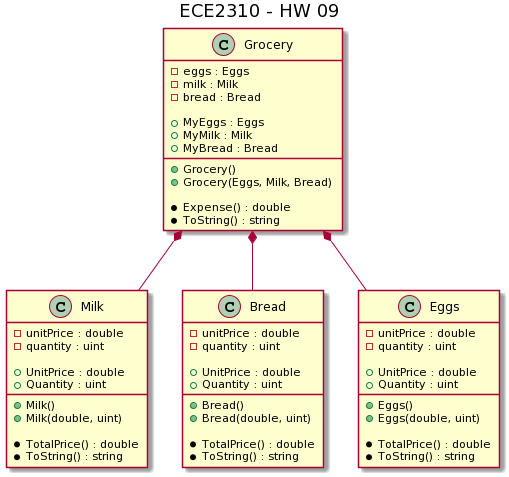 ECE2310 - HW 09
C Grocery
eggs : Eggs
milk : Milk
bread : Bread
MyEggs : Eggs
MyMilk : Milk
MyBread : Bread
Grocery()
Grocery(Eggs, Milk, Bread)
Expense() : double
ToString() : string
C Milk
unitPrice : double
quantity : uint
UnitPrice : double
Quantity : uint
Milk()
Milk(double, uint)
TotalPrice() : double
ToString() : string
C Bread
unitPrice : double
quantity : uint
UnitPrice : double
Quantity : uint
Bread()
Bread(double, uint)
TotalPrice() : double
ToString() : string
C Eggs
unitPrice : double
quantity : uint
UnitPrice : double
Quantity : uint
Eggs()
Eggs(double, uint)
TotalPrice() : double
ToString() : string